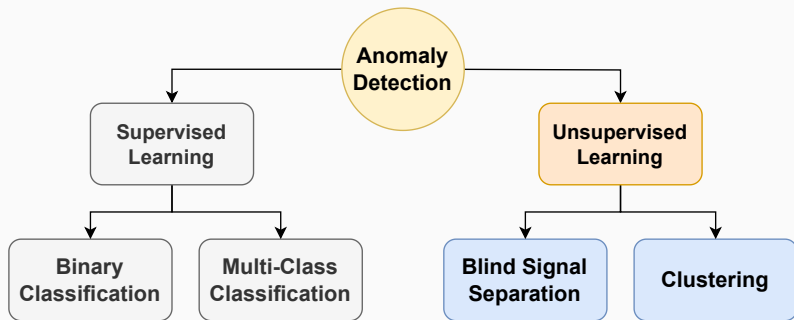 Anomaly
Detection
Supervised
Learning
Unsupervised
Learning
Binary
Classification
Multi-Class
Classification
Blind Signal
Separation
Clustering